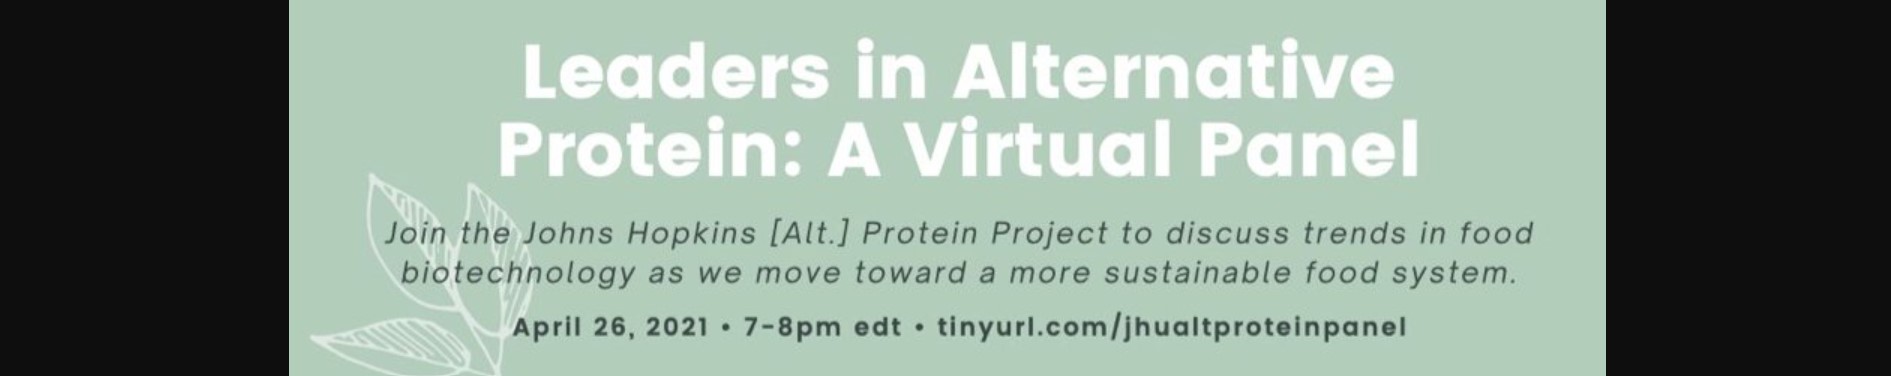 Leaders in Alternative
Protein: A Virtual Panel
Join the Johns Hopkins [Alt.] Protein Project to discuss trends in food
biotechnology as we move toward a more sustainable food system.
April 26, 2021 • 7-8pm edt • tinyurl.com/jhualtproteinpanel